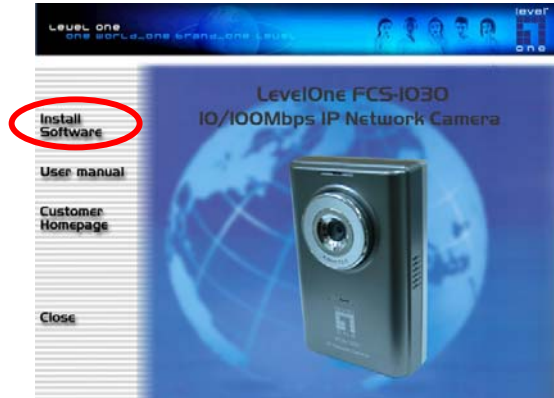 LEVEL one
one world_one brand_one level
level
one
LevelOne FCS-1030
10/100Mbps IP Network Camera
Install
Software
User manual
Customer
Homepage
Close